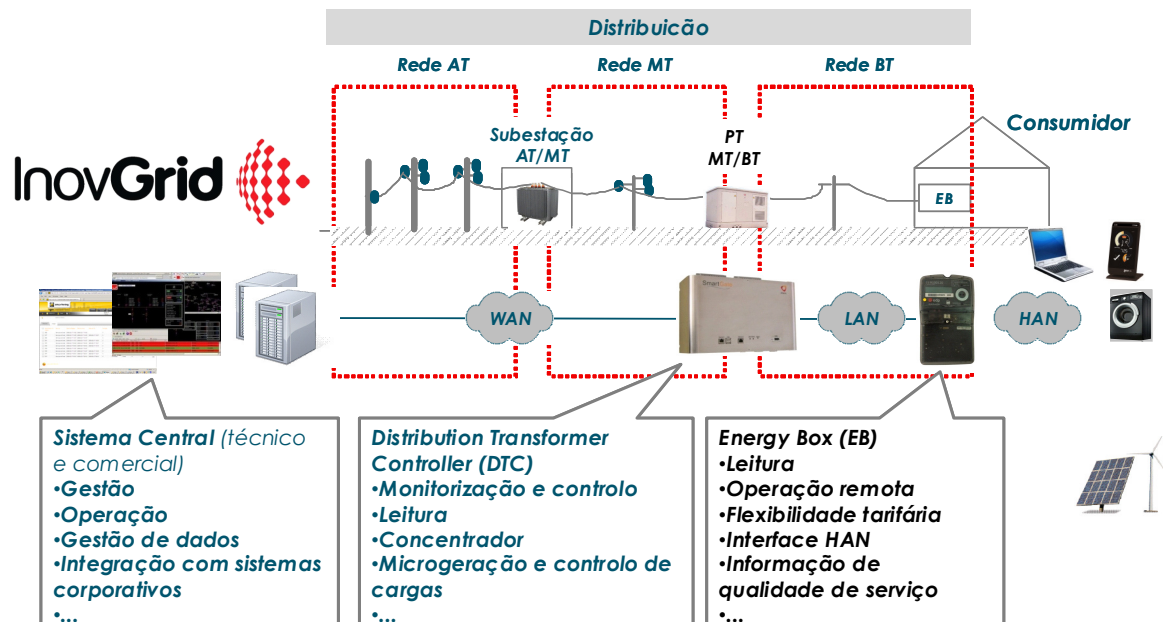 Distribuicão
Rede AT
Rede MT
Rede BT
Consumidor
Subestação
AT/MT
PT
MT/BT
InovGrid
EB
WAN
LAN
HAN
Sistema Central (técnico
e comercial)
•Gestão
•Operação
•Gestão de dados
•Integração com sistemas
corporativos
•...
Distribution Transformer
Controller (DTC)
•Monitorização e controlo
•Leitura
•Concentrador
•Microgeração e controlo de
cargas
•...
Energy Box (EB)
•Leitura
•Operação remota
•Flexibilidade tarifária
•Interface HAN
•Informação de
qualidade de serviço
•...